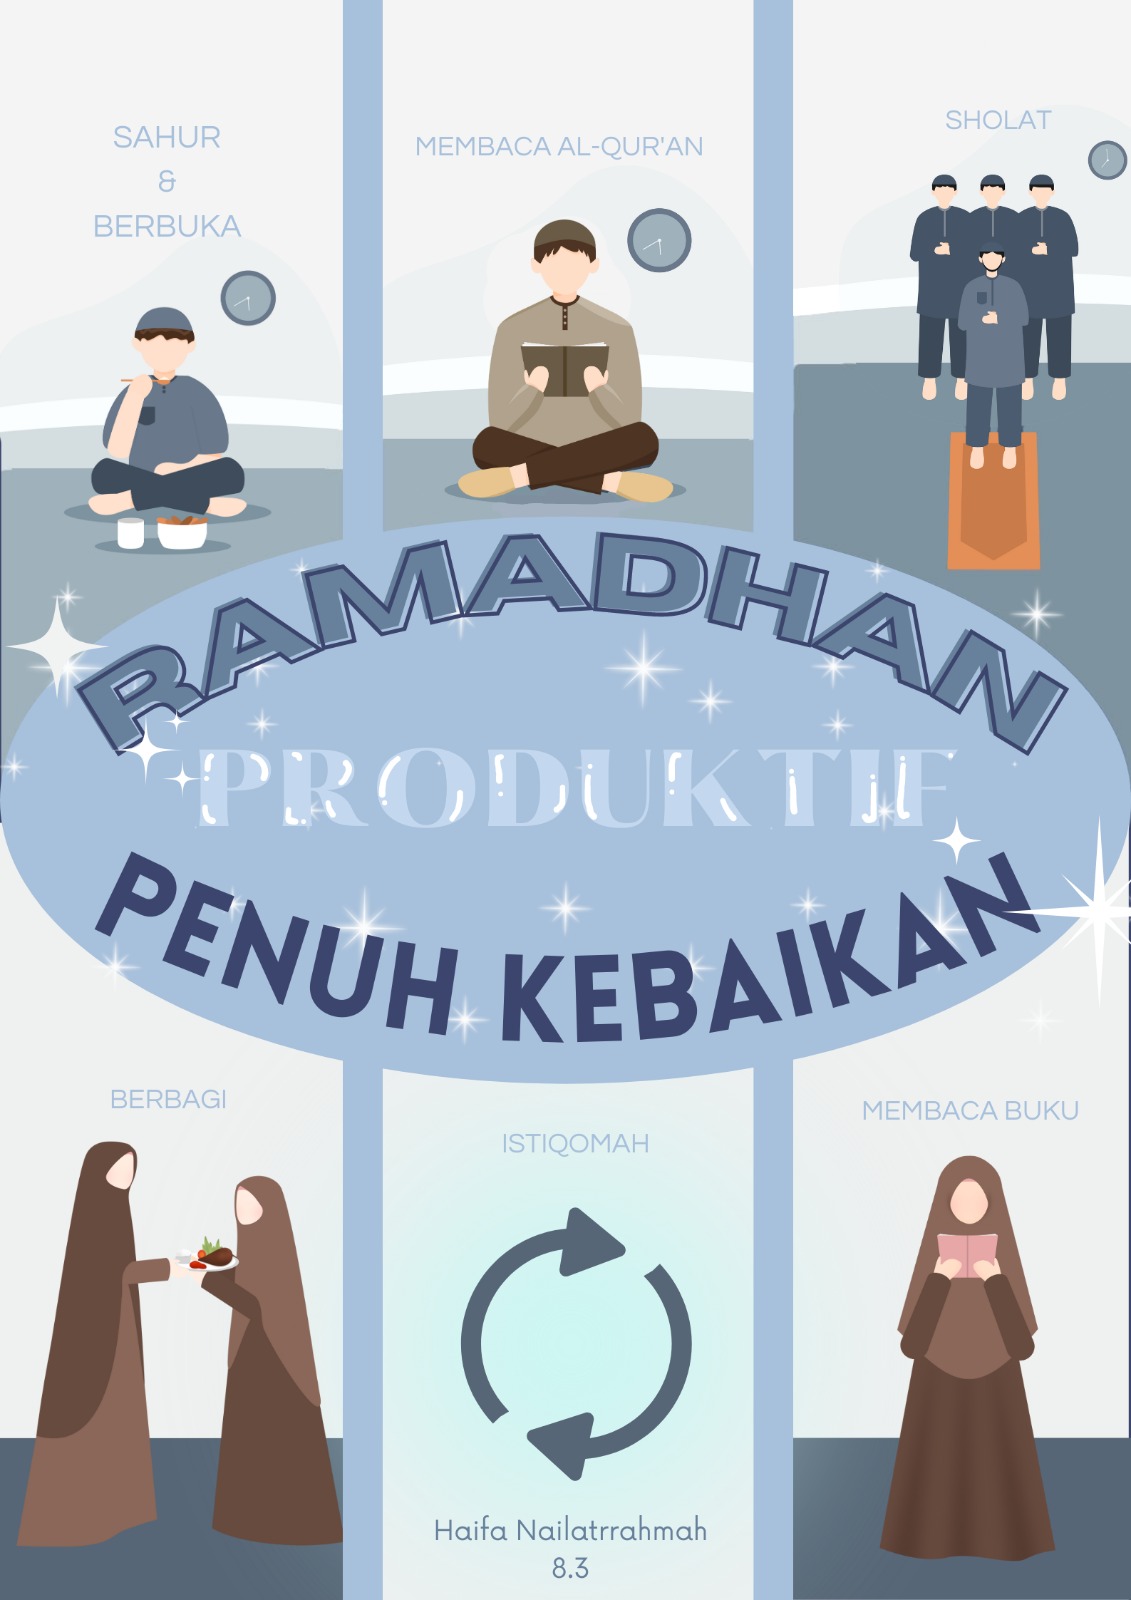 SAHUR
&
BERBUKA
MEMBACA AL-QUR'AN
SHOLAT
RAMADHAN
PRODUKTIF
PENUH KEBAIKAN
BERBAGI
ISTIQOMAH
MEMBACA BUKU
Haifa Nailatrrahmah
8.3